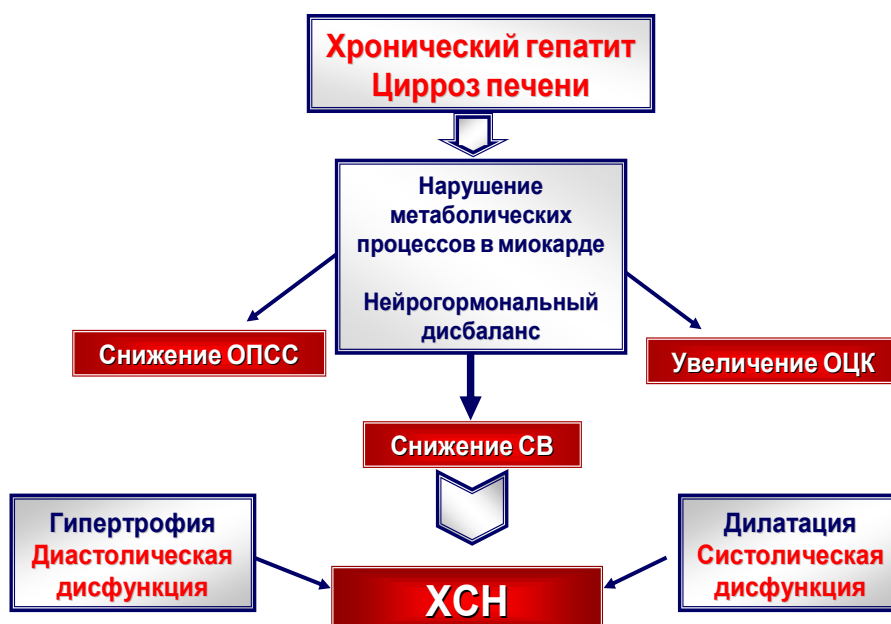 Хронический гепатит
Цирроз печени
Нарушение
метаболических
процессов в миокарде
Нейрогормональный
дисбаланс
Снижение ОПСС
Увеличение ОЦК
Снижение СВ
Гипертрофия
Диастолическая
дисфункция
Дилатация
Систолическая
дисфункция
ХСН